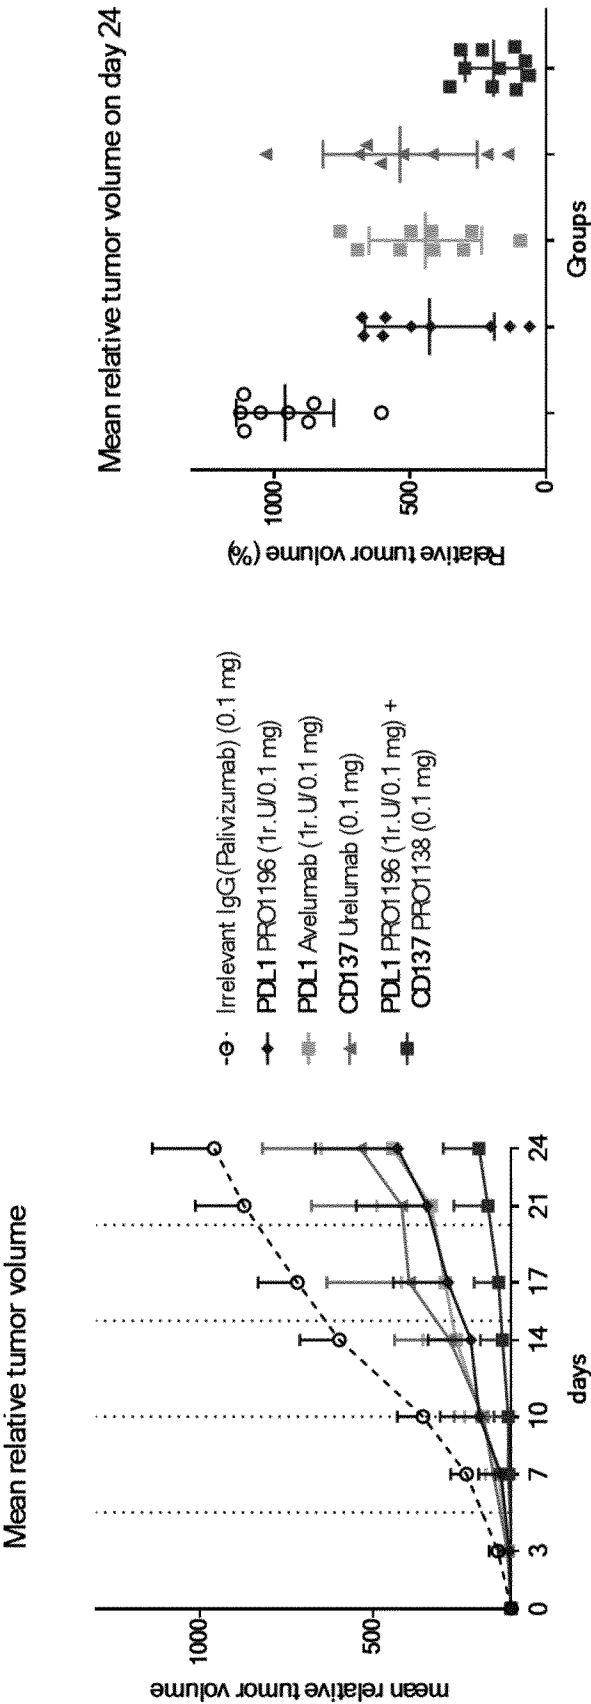 Mean relative tumor volume
mean relative tumor volume
1000
500
0
3
7
10
14
17
21
24
days
Irrelevant IgG (Palivizumab) (0.1 mg)
PDL1 PRO1196 (1r.U/0.1 mg)
PDL1 Avelumab (1r.U/0.1 mg)
CD137 Urelumab (0.1 mg)
PDL1 PRO1196 (1r.U/0.1 mg) +
CD137 PRO1138 (0.1 mg)
Mean relative tumor volume on day 24
Relative tumor volume (%)
1000
500
0
Groups